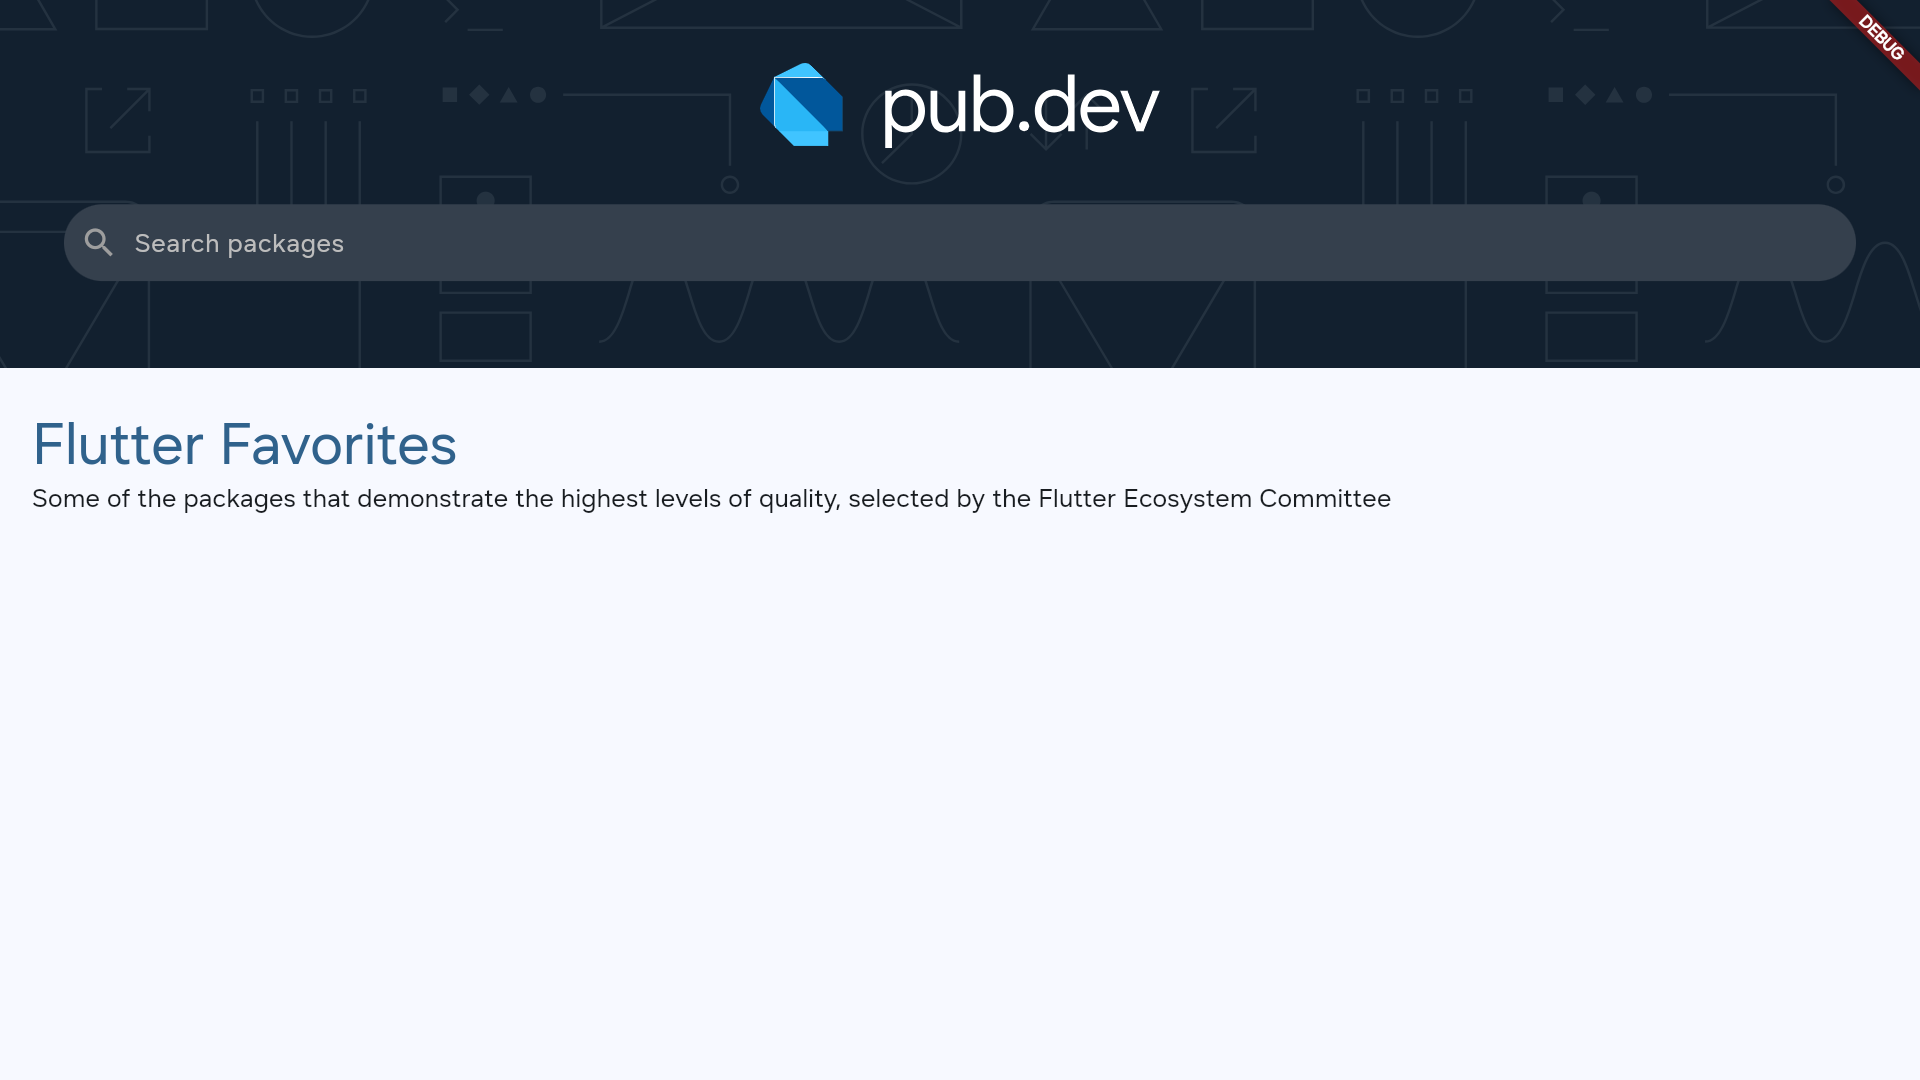 DEBUG
pub.dev
Search packages
Flutter Favorites
Some of the packages that demonstrate the highest levels of quality, selected by the Flutter Ecosystem Committee